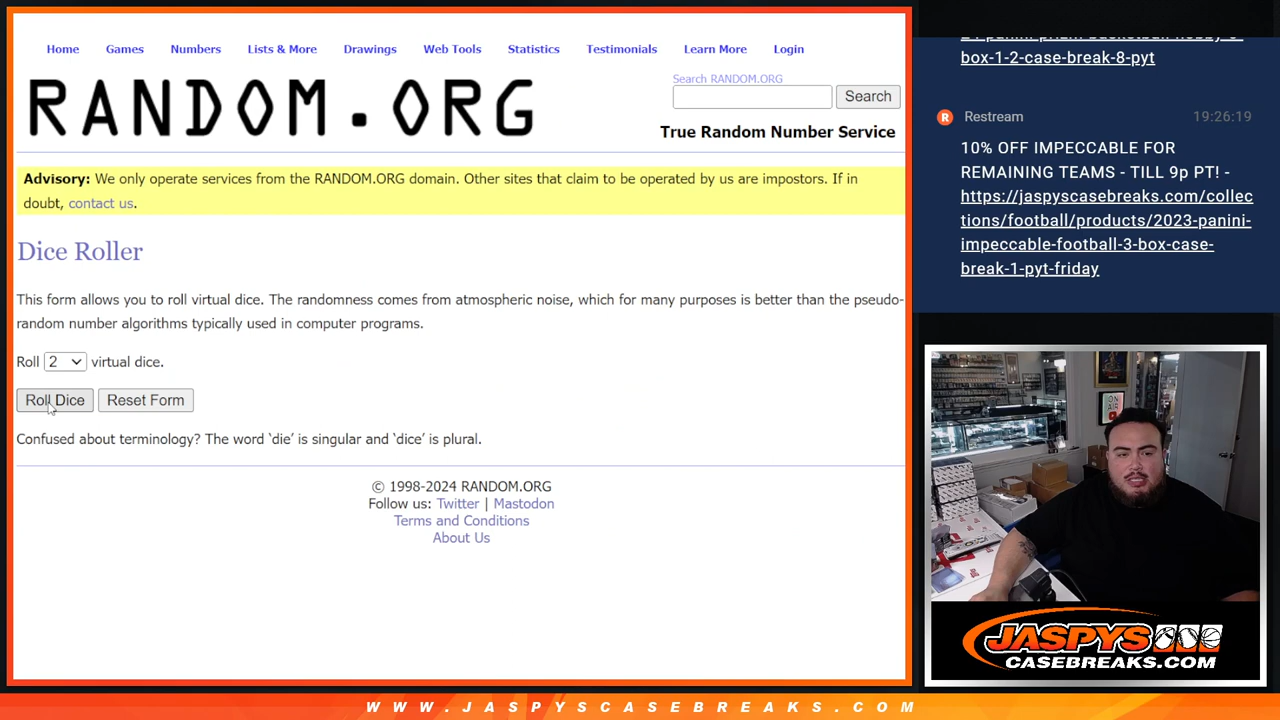 Home Games Numbers Lists & More Drawings Web Tools Statistics Testimonials Learn More Login
RANDOM.ORG
Search RANDOM.ORG
Search
True Random Number Service
Advisory: We only operate services from the RANDOM.ORG domain. Other sites that claim to be operated by us are impostors. If in
doubt, contact us.
Dice Roller
This form allows you to roll virtual dice. The randomness comes from atmospheric noise, which for many purposes is better than the pseudo-
random number algorithms typically used in computer programs.
Roll 2 virtual dice.
Roll Dice Reset Form
Confused about terminology? The word ‘die’ is singular and ‘dice’ is plural.
© 1998-2024 RANDOM.ORG
Follow us: Twitter | Mastodon
Terms and Conditions
About Us
box-1-2-case-break-8-pyt
R Restream 19:26:19
10% OFF IMPECCABLE FOR
REMAINING TEAMS - TILL 9p PT! -
https://jaspyscasebreaks.com/collec
tions/football/products/2023-panini-
impeccable-football-3-box-case-
break-1-pyt-friday
ON
AIR
JASPYS
CASEBREAKS.COM
WWW.JASPYSCASEBREAKS.COM